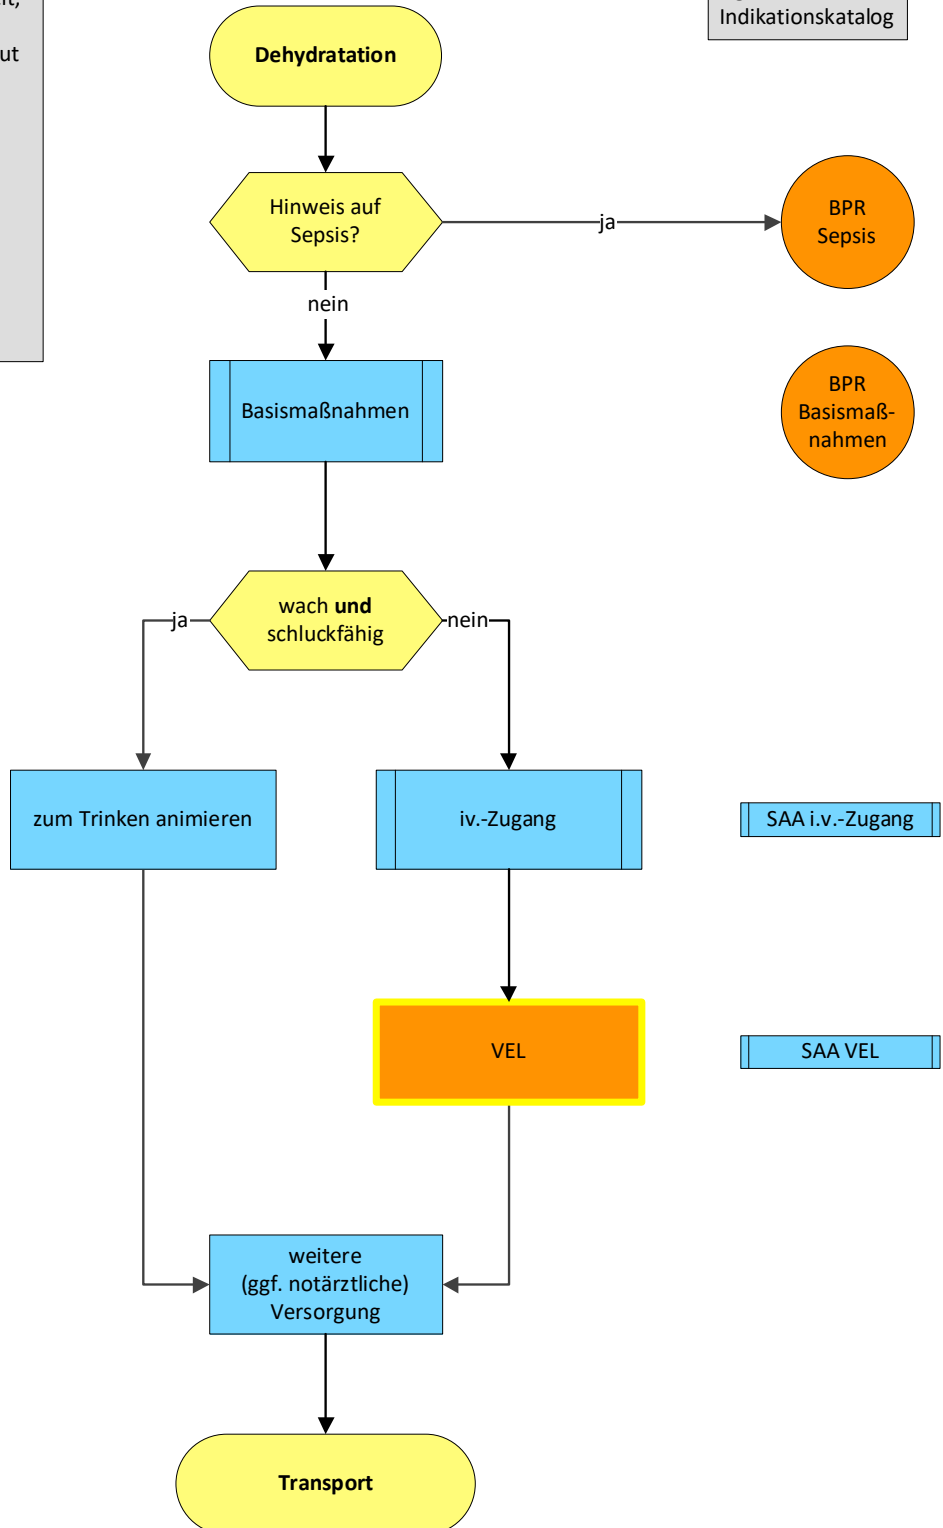 Indikationskatalog
Dehydratation
Hinweis auf
Sepsis?
ja
BPR
Sepsis
nein
Basismaßnahmen
BPR
Basismaß-
nahmen
wach und
schluckfähig
ja
nein
zum Trinken animieren
iv.-Zugang
SAA i.v.-Zugang
VEL
SAA VEL
weitere
(ggf. notärztliche)
Versorgung
Transport